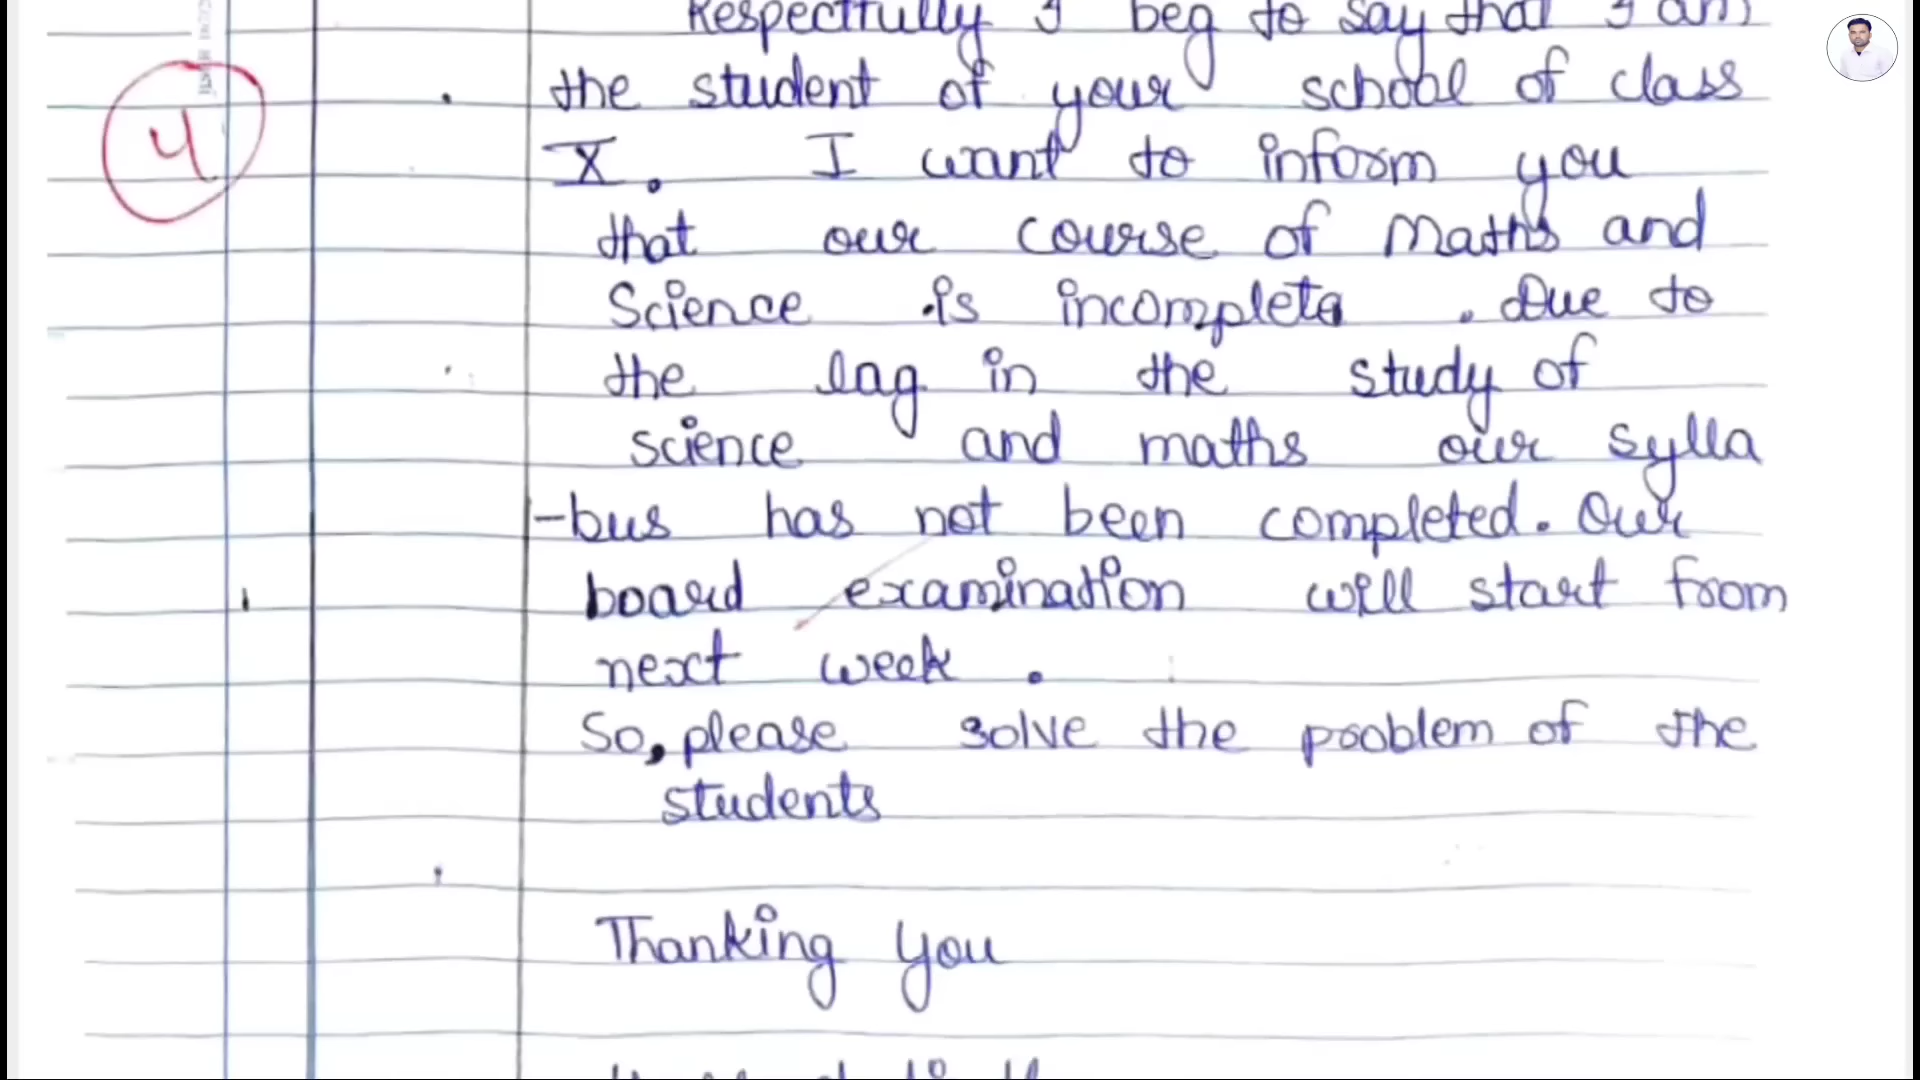 Respectfully I beg to say that I am
the student of your school of class
X. I want to inform you
that our course of Maths and
Science is incomplete. Due to
the lag in the study of
science and maths our sylla
-bus has not been completed. Our
board examination will start from
next week.
So, please solve the problem of the
students
Thanking You
4